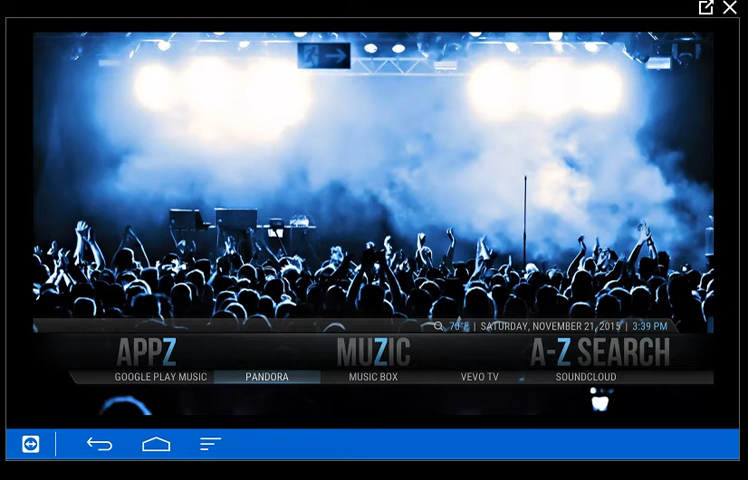 70°F | SATURDAY, NOVEMBER 21, 2015 | 3:39 PM
APPZ MUZIC A-Z SEARCH
GOOGLE PLAY MUSIC PANDORA MUSIC BOX VEVO TV SOUNDCLOUD